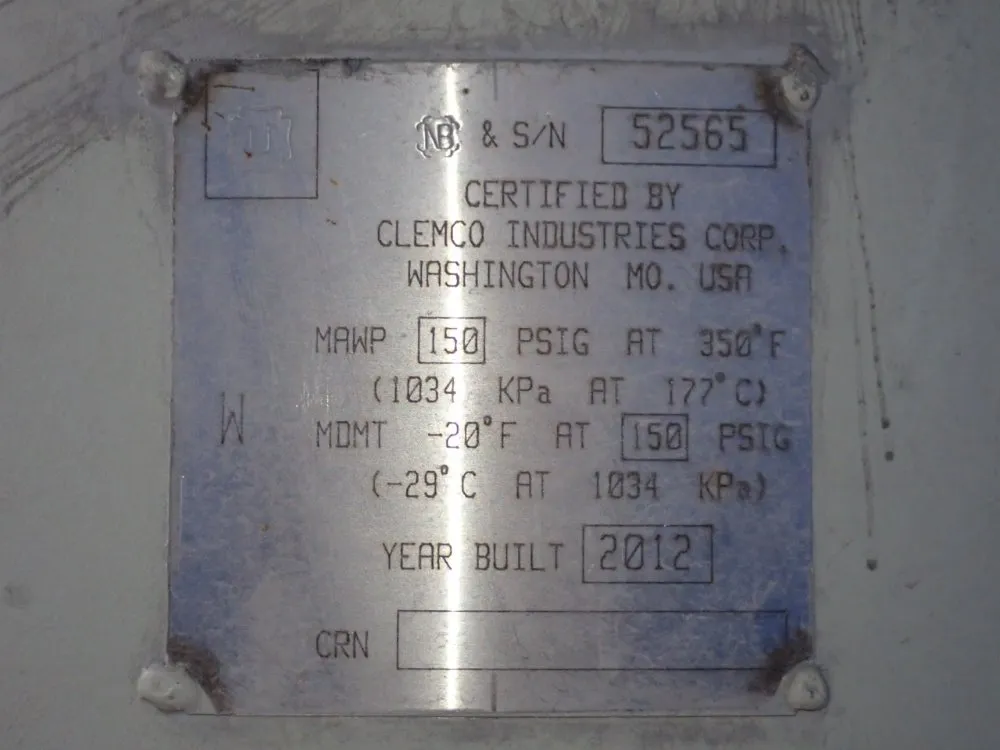 NB & S/N 52565
CERTIFIED BY
CLEMCO INDUSTRIES CORP.
WASHINGTON MO. USA
MAWP 150 PSIG AT 350°F
(1034 KPa AT 177°C)
W
MDMT -20°F AT 150 PSIG
(-29°C AT 1034 KPa)
YEAR BUILT 2012
CRN